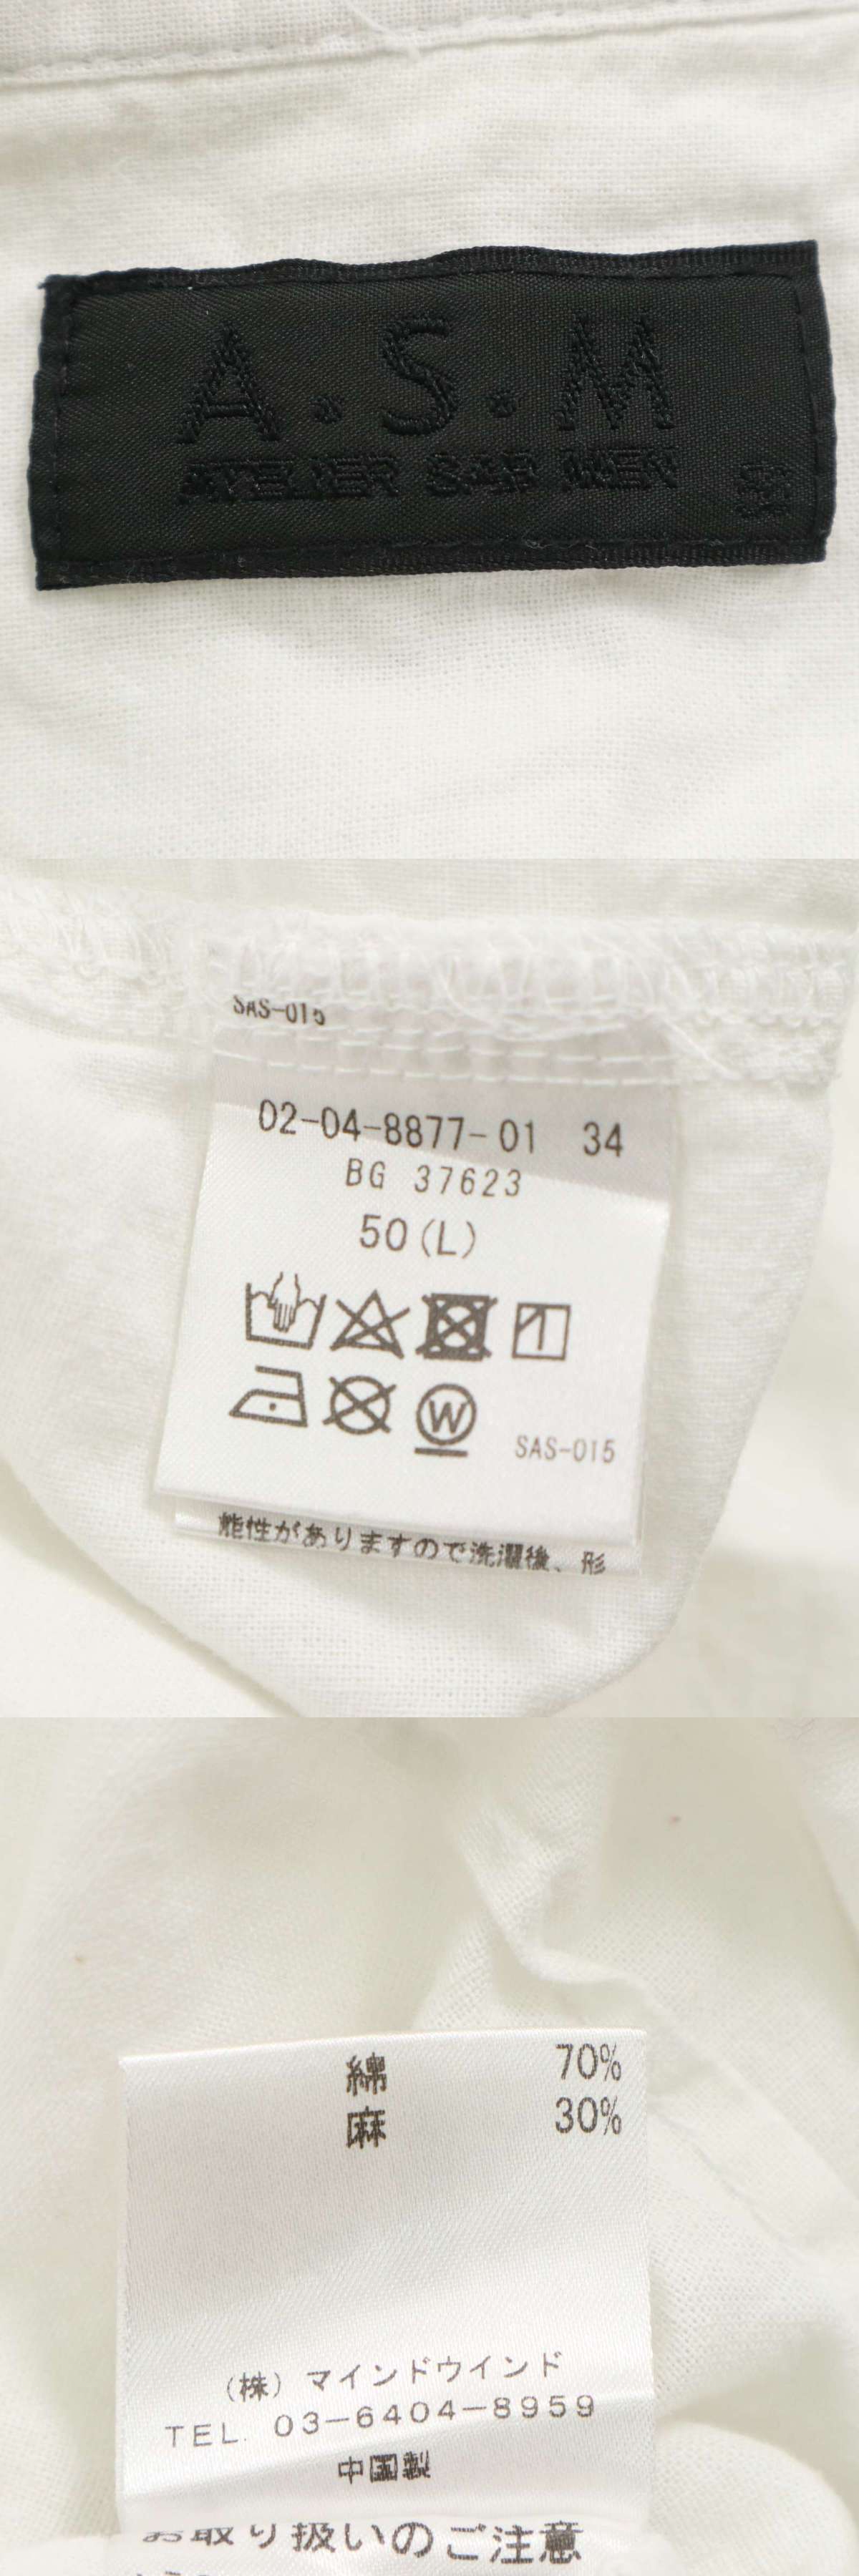 A.S.M
ATELIER SAB MEN
SAS-015
02-04-8877-01 34
BG 37623
50(L)
W
SAS-015
能性がありますので洗濯後、形
綿 70%
麻 30%
(株) マインドウインド
TEL. 03-6404-8959
中国製
お取り扱いのご注意